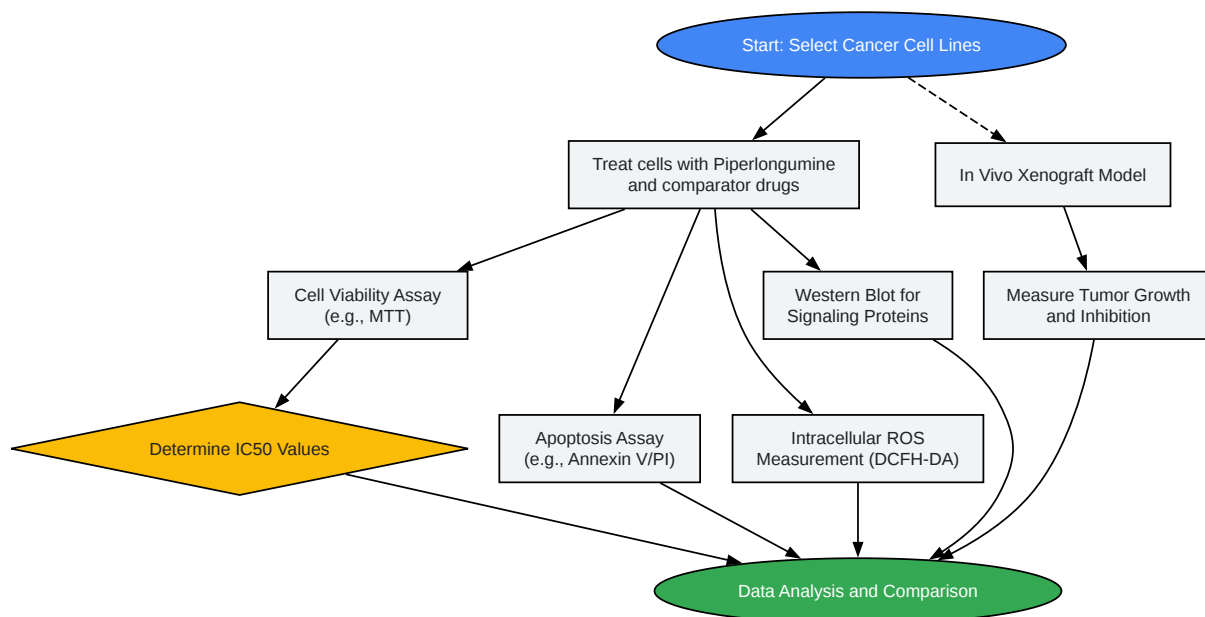 Start: Select Cancer Cell Lines
Treat cells with Piperlongumine
and comparator drugs
In Vivo Xenograft Model
Cell Viability Assay
(e.g., MTT)
Western Blot for
Signaling Proteins
Measure Tumor Growth
and Inhibition
Determine IC50 Values
Apoptosis Assay
(e.g., Annexin V/PI)
Intracellular ROS
Measurement (DCFH-DA)
Data Analysis and Comparison